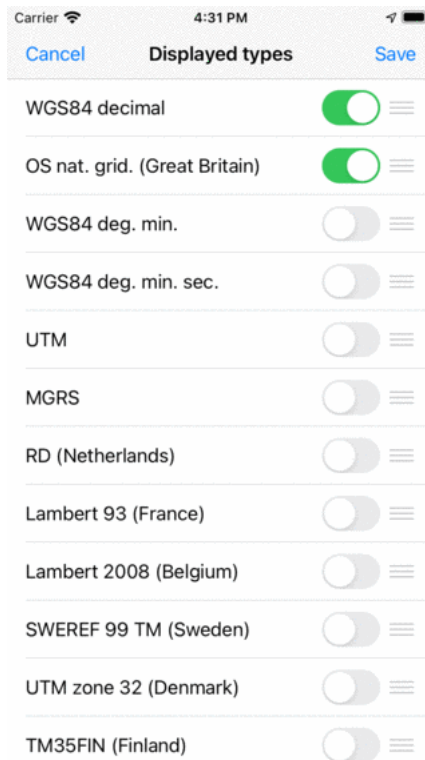 Carrier 4:31 PM
Cancel Displayed types Save
WGS84 decimal
OS nat. grid. (Great Britain)
WGS84 deg. min.
WGS84 deg. min. sec.
UTM
MGRS
RD (Netherlands)
Lambert 93 (France)
Lambert 2008 (Belgium)
SWEREF 99 TM (Sweden)
UTM zone 32 (Denmark)
TM35FIN (Finland)